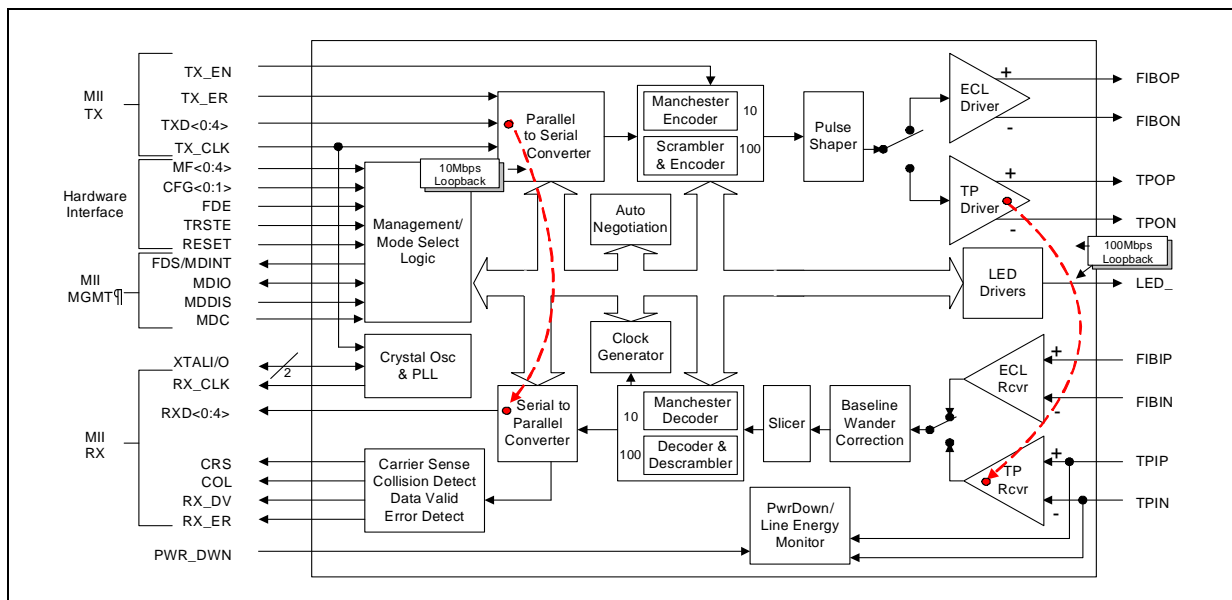 MII
TX
TX_EN
TX_ER
TXD<0:4>
TX_CLK
Hardware
Interface
MF<0:4>
CFG<0:1>
FDE
TRSTE
RESET
MII
MGMT¶
FDS/MDINT
MDIO
MDDIS
MDC
MII
RX
XTALI/O
2
RX_CLK
RXD<0:4>
CRS
COL
RX_DV
RX_ER
PWR_DWN
Parallel
to Serial
Converter
10Mbps
Loopback
Management/
Mode Select
Logic
Crystal Osc
& PLL
Manchester
Encoder
10
Scrambler
& Encoder
100
Pulse
Shaper
Auto
Negotiation
Clock
Generator
ECL
Driver
+
-
TP
Driver
+
-
100Mbps
Loopback
LED
Drivers
Serial to
Parallel
Converter
10
Manchester
Decoder
100
Decoder &
Descrambler
Slicer
Baseline
Wander
Correction
ECL
Rcvr
+
-
TP
Rcvr
+
-
Carrier Sense
Collision Detect
Data Valid
Error Detect
PwrDown/
Line Energy
Monitor
FIBOP
FIBON
TPOP
TPON
LED_
FIBIP
FIBIN
TPIP
TPIN